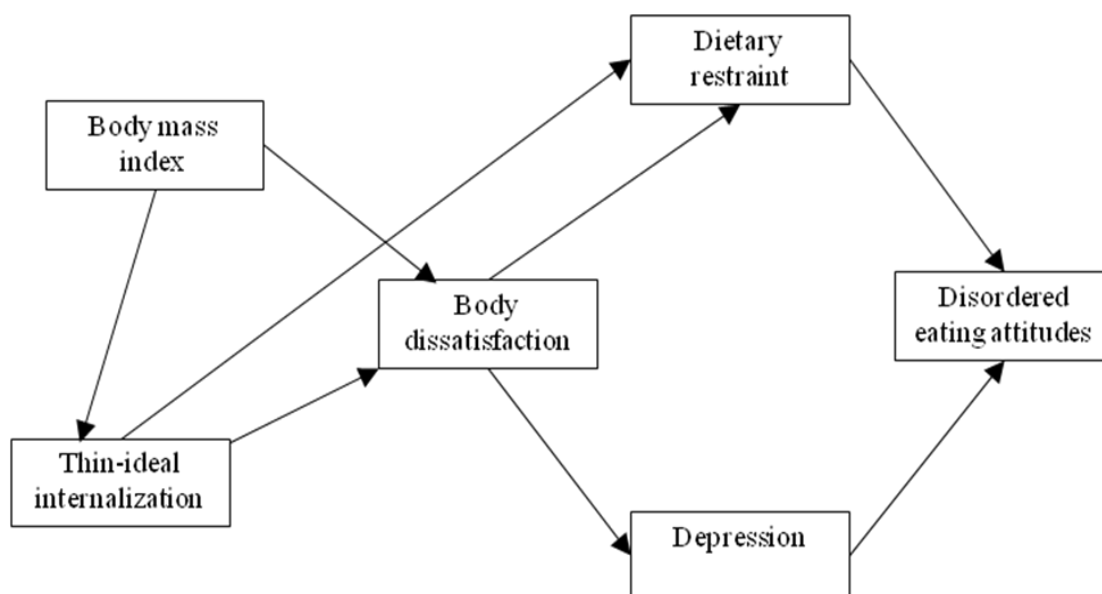 Dietary
restraint
Body mass
index
Body
dissatisfaction
Disordered
eating attitudes
Thin-ideal
internalization
Depression